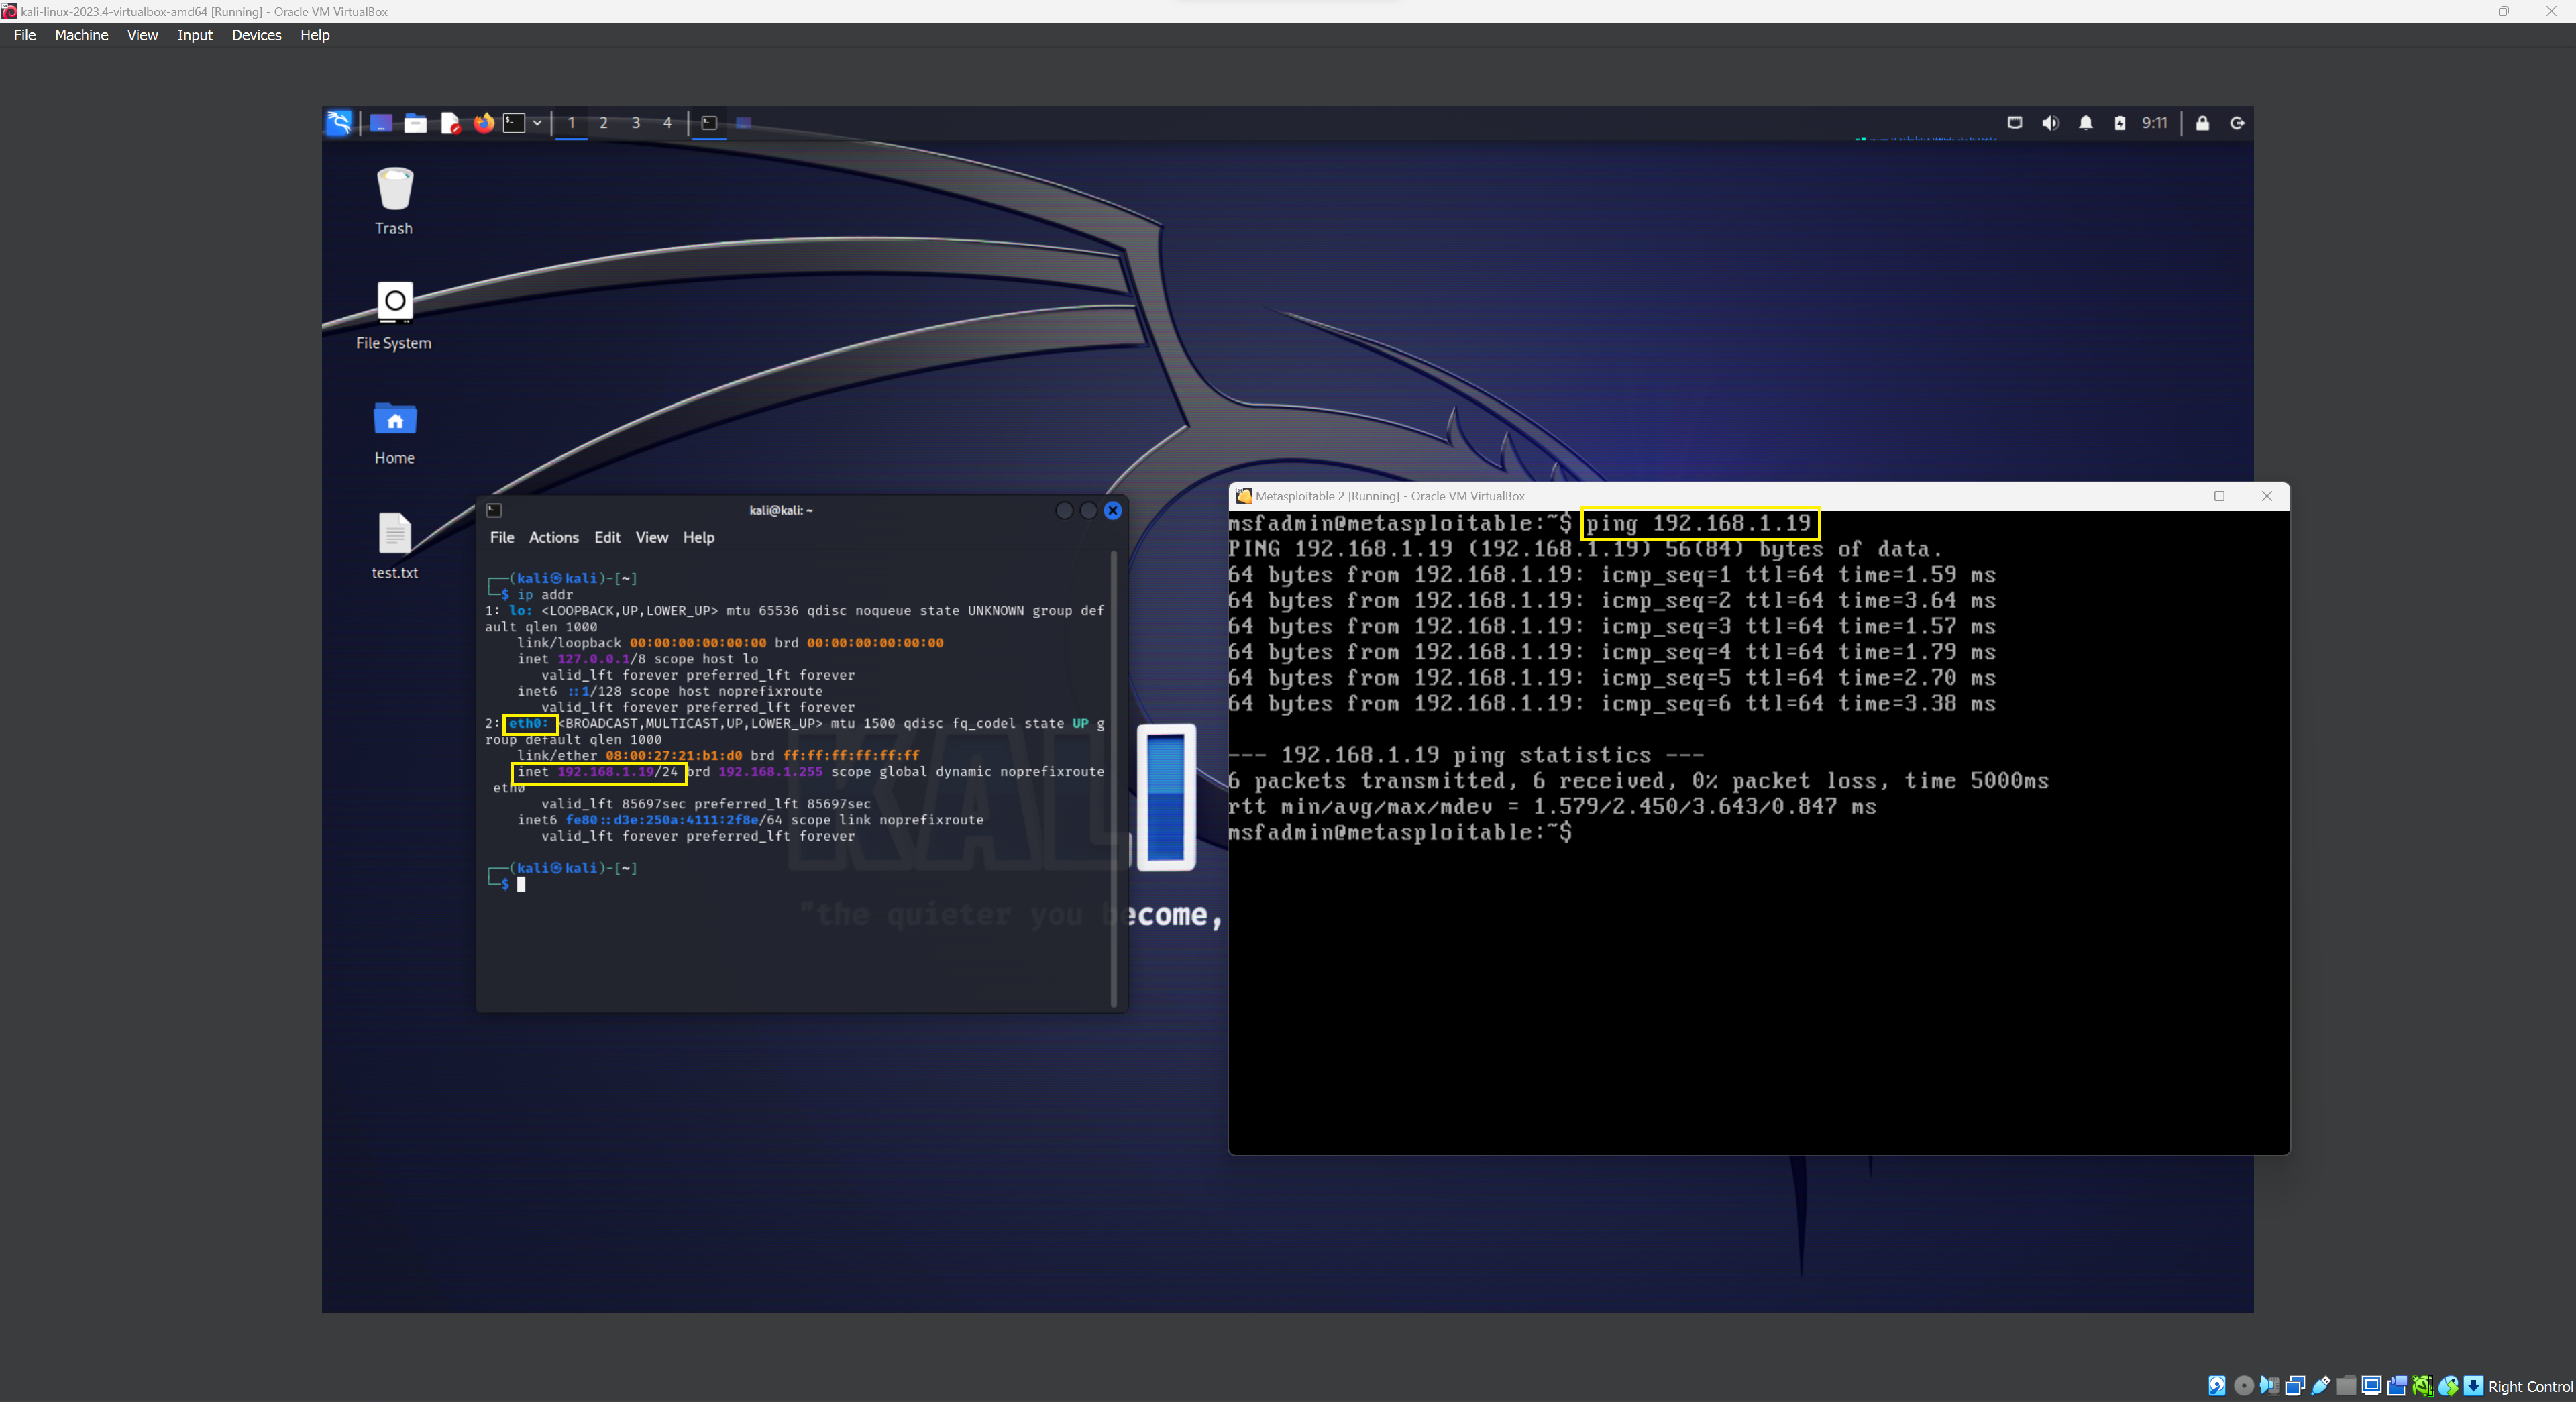 kali-linux-2023.4-virtualbox-amd64 [Running] - Oracle VM VirtualBox
File Machine View Input Devices Help
1 2 3 4
9:11
Trash
File System
Home
test.txt
kali@kali: ~
File Actions Edit View Help
┌──(kali㉿kali)-[~]
└─$ ip addr
1: lo: <LOOPBACK,UP,LOWER_UP> mtu 65536 qdisc noqueue state UNKNOWN group def
ault qlen 1000
link/loopback 00:00:00:00:00:00 brd 00:00:00:00:00:00
inet 127.0.0.1/8 scope host lo
valid_lft forever preferred_lft forever
inet6 ::1/128 scope host noprefixroute
valid_lft forever preferred_lft forever
2: eth0: <BROADCAST,MULTICAST,UP,LOWER_UP> mtu 1500 qdisc fq_codel state UP g
roup default qlen 1000
link/ether 08:00:27:21:b1:d0 brd ff:ff:ff:ff:ff:ff
inet 192.168.1.19/24 brd 192.168.1.255 scope global dynamic noprefixroute
eth0
valid_lft 85697sec preferred_lft 85697sec
inet6 fe80::d3e:250a:4111:2f8e/64 scope link noprefixroute
valid_lft forever preferred_lft forever
┌──(kali㉿kali)-[~]
└─$
KALI
"the quieter you become,
Metasploitable 2 [Running] - Oracle VM VirtualBox
msfadmin@metasploitable:~$ ping 192.168.1.19
PING 192.168.1.19 (192.168.1.19) 56(84) bytes of data.
64 bytes from 192.168.1.19: icmp_seq=1 ttl=64 time=1.59 ms
64 bytes from 192.168.1.19: icmp_seq=2 ttl=64 time=3.64 ms
64 bytes from 192.168.1.19: icmp_seq=3 ttl=64 time=1.57 ms
64 bytes from 192.168.1.19: icmp_seq=4 ttl=64 time=1.79 ms
64 bytes from 192.168.1.19: icmp_seq=5 ttl=64 time=2.70 ms
64 bytes from 192.168.1.19: icmp_seq=6 ttl=64 time=3.38 ms
--- 192.168.1.19 ping statistics ---
6 packets transmitted, 6 received, 0% packet loss, time 5000ms
rtt min/avg/max/mdev = 1.579/2.450/3.643/0.847 ms
msfadmin@metasploitable:~$
Right Control